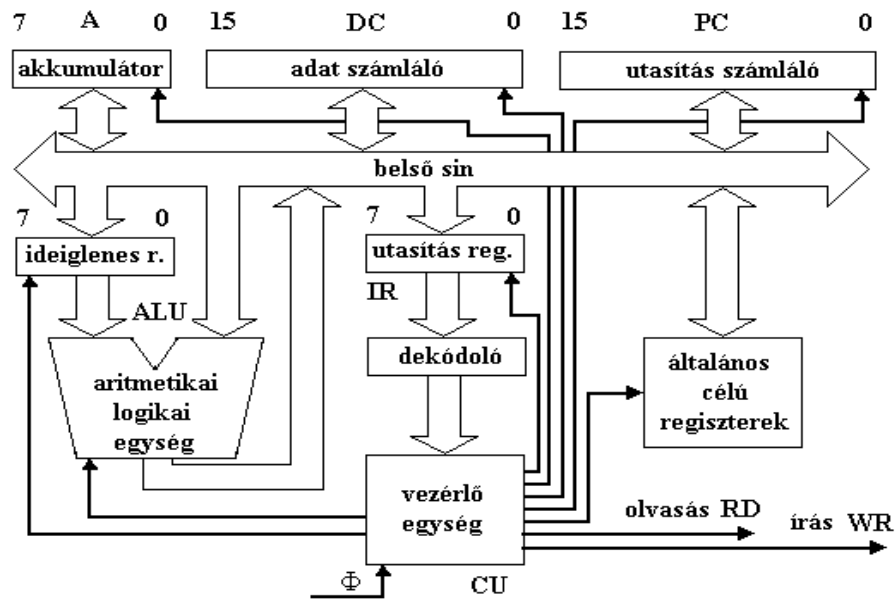 7 A 0 15 DC 0 15 PC 0
akkumulátor adat számláló utasítás számláló
belső sin
7 0 7 0
ideiglenes r. utasítás reg.
ALU IR
dekódoló
aritmetikai
logikai
egység
általános
célú
regiszterek
vezérlő
egység
olvasás RD
írás WR
Φ CU